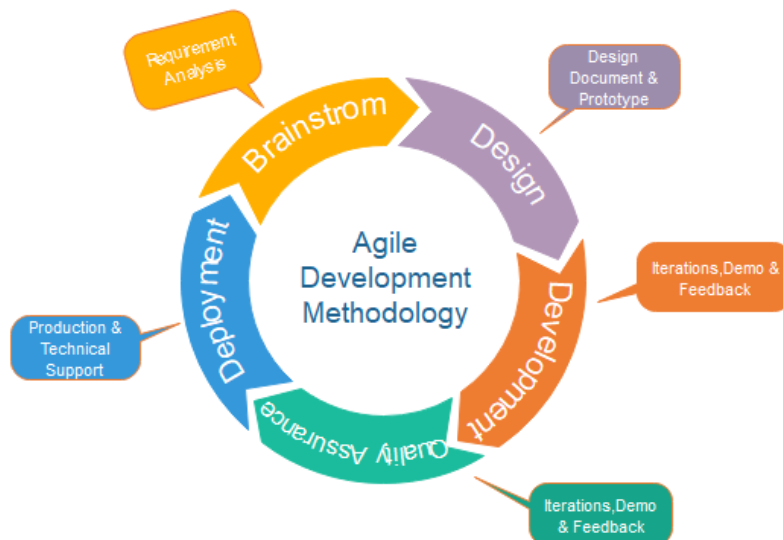 Requirement
Analysis
Brainstrom
Design
Document &
Prototype
Design
Agile
Development
Methodology
Iterations,Demo &
Feedback
Development
Production &
Technical
Support
Deployment
Quality Assurance
Iterations,Demo
& Feedback